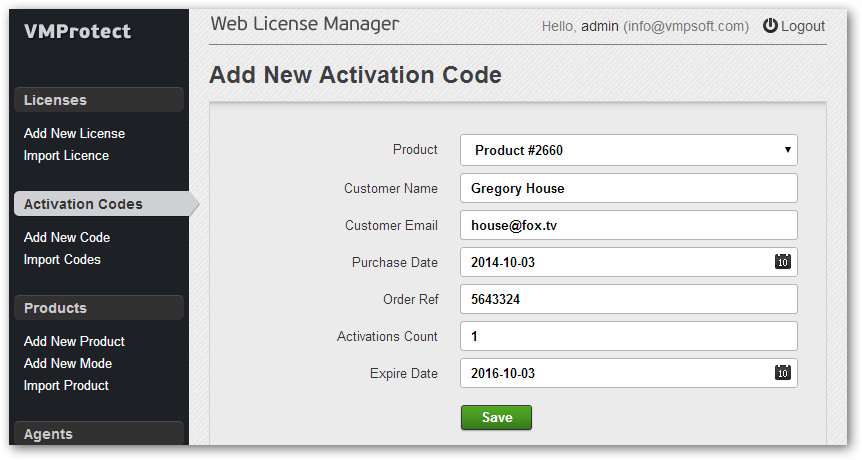 VMProtect
Licenses
Add New License
Import Licence
Activation Codes
Add New Code
Import Codes
Products
Add New Product
Add New Mode
Import Product
Agents
Web License Manager
Hello, admin (info@vmpsoft.com) Logout
Add New Activation Code
Product Product #2660
Customer Name Gregory House
Customer Email house@fox.tv
Purchase Date 2014-10-03 10
Order Ref 5643324
Activations Count 1
Expire Date 2016-10-03 10
Save